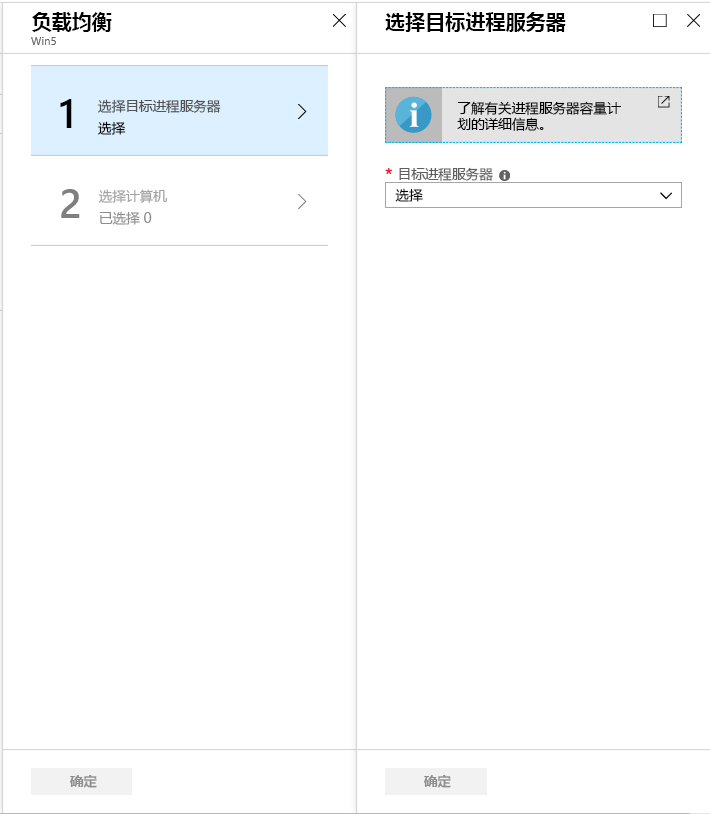 负载均衡
Win5
1
选择目标进程服务器
选择
2
选择计算机
已选择 0
确定
选择目标进程服务器
i
了解有关进程服务器容量计
划的详细信息。
* 目标进程服务器 i
选择
确定